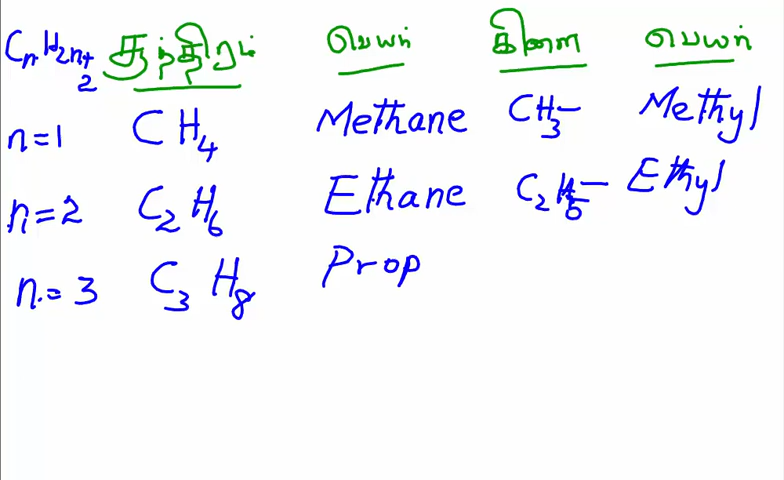 CnH2n+2 சூத்திரம் பெயர் கிளை பெயர்
n=1 CH4 Methane CH3– Methyl
n=2 C2H6 Ethane C2H5– Ethyl
n=3 C3H8 Prop